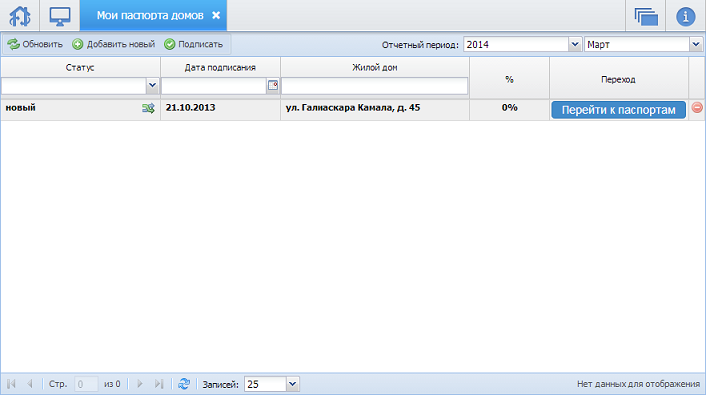 Мои паспорта домов
Обновить Добавить новый Подписать Отчетный период: 2014 Март
Статус Дата подписания Жилой дом % Переход
новый 21.10.2013 ул. Галиаскара Камала, д. 45 0% Перейти к паспортам
Стр. 0 из 0 Записей: 25 Нет данных для отображения